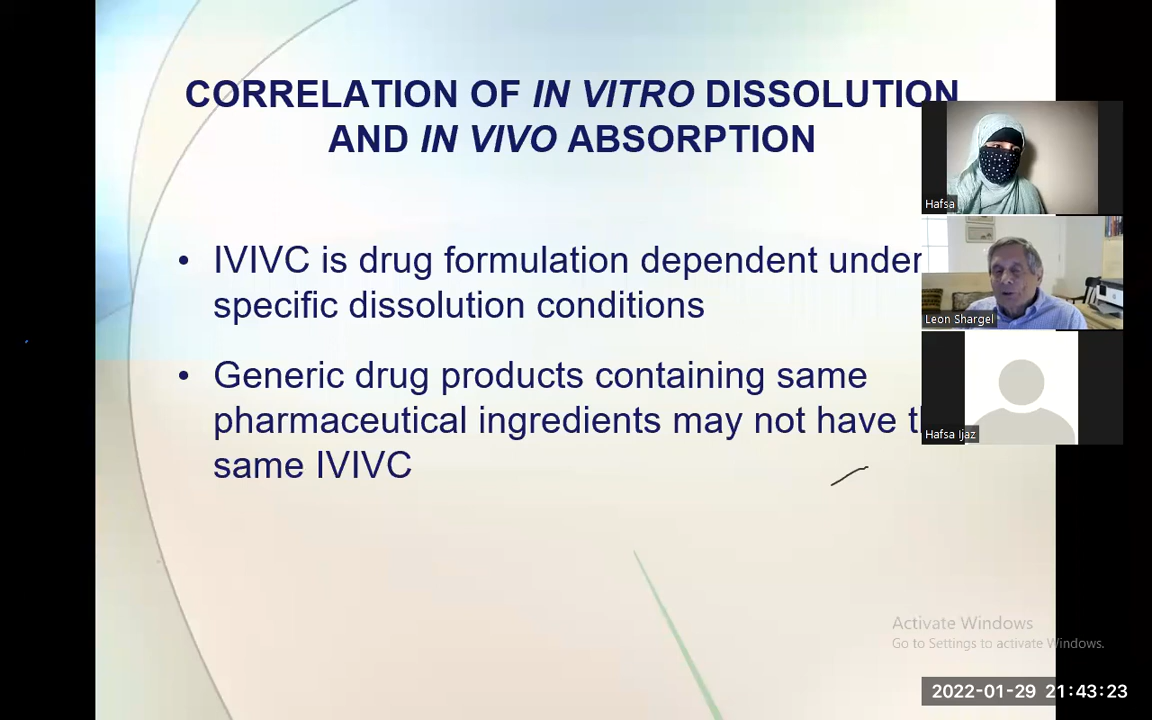 CORRELATION OF IN VITRO DISSOLUTION
AND IN VIVO ABSORPTION
• IVIVC is drug formulation dependent under
specific dissolution conditions
• Generic drug products containing same
pharmaceutical ingredients may not have
same IVIVC
Hafsa
Leon Shargel
Hafsa Ijaz
Activate Windows
Go to Settings to activate Windows.
2022-01-29 21:43:23